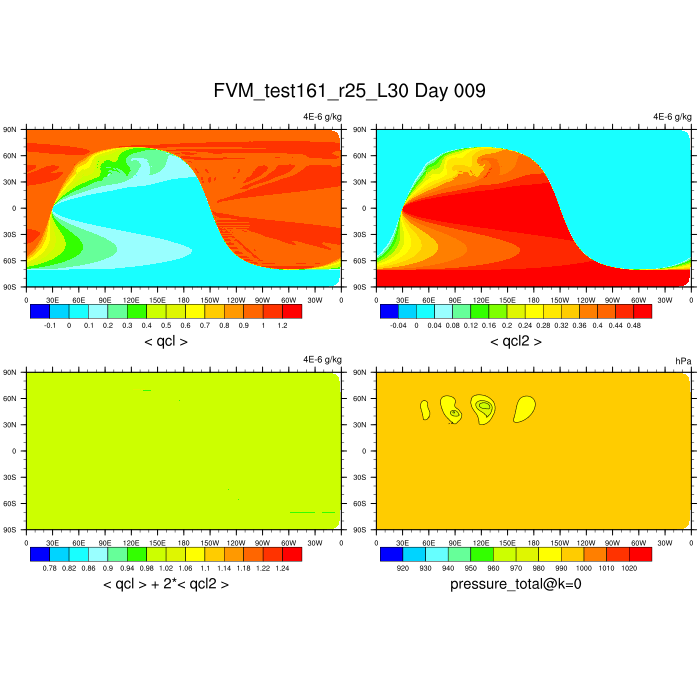 FVM_test161_r25_L30 Day 009
4E-6 g/kg
90N
60N
30N
0
30S
60S
90S
0 30E 60E 90E 120E 150E 180 150W 120W 90W 60W 30W 0
-0.1 0 0.1 0.2 0.3 0.4 0.5 0.6 0.7 0.8 0.9 1 1.2
< qcl >
4E-6 g/kg
90N
60N
30N
0
30S
60S
90S
0 30E 60E 90E 120E 150E 180 150W 120W 90W 60W 30W 0
-0.04 0 0.04 0.08 0.12 0.16 0.2 0.24 0.28 0.32 0.36 0.4 0.44 0.48
< qcl2 >
4E-6 g/kg
90N
60N
30N
0
30S
60S
90S
0 30E 60E 90E 120E 150E 180 150W 120W 90W 60W 30W 0
0.78 0.82 0.86 0.9 0.94 0.98 1.02 1.06 1.1 1.14 1.18 1.22 1.24
< qcl > + 2*< qcl2 >
hPa
90N
60N
30N
0
30S
60S
90S
0 30E 60E 90E 120E 150E 180 150W 120W 90W 60W 30W 0
920 930 940 950 960 970 980 990 1000 1010 1020
pressure_total@k=0